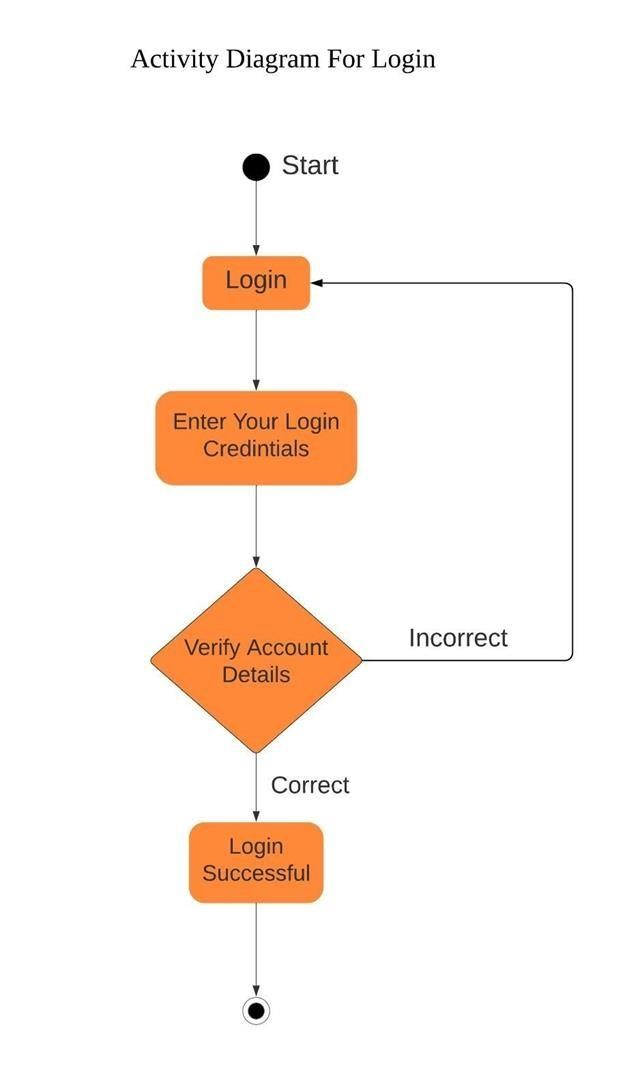 Activity Diagram For Login
Start
Login
Enter Your Login
Credintials
Verify Account
Details
Incorrect
Correct
Login
Successful